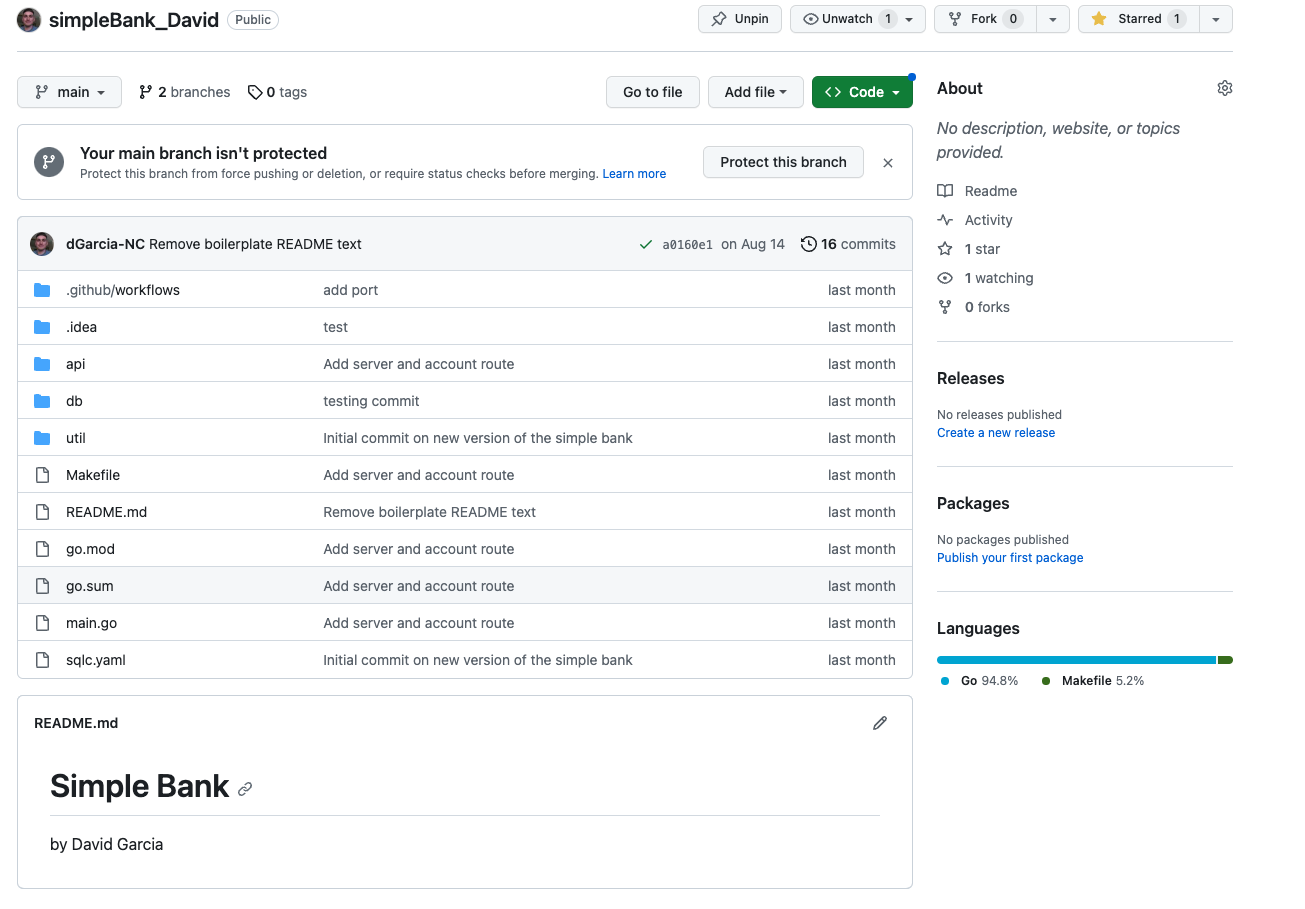 simpleBank_David Public Unpin Unwatch 1 Fork 0 Starred 1
main 2 branches 0 tags Go to file Add file Code
Your main branch isn't protected
Protect this branch from force pushing or deletion, or require status checks before merging. Learn more
Protect this branch
dGarcia-NC Remove boilerplate README text a0160e1 on Aug 14 16 commits
.github/workflows add port last month
.idea test last month
api Add server and account route last month
db testing commit last month
util Initial commit on new version of the simple bank last month
Makefile Add server and account route last month
README.md Remove boilerplate README text last month
go.mod Add server and account route last month
go.sum Add server and account route last month
main.go Add server and account route last month
sqlc.yaml Initial commit on new version of the simple bank last month
README.md
Simple Bank
by David Garcia
About
No description, website, or topics
provided.
Readme
Activity
1 star
1 watching
0 forks
Releases
No releases published
Create a new release
Packages
No packages published
Publish your first package
Languages
Go 94.8% Makefile 5.2%